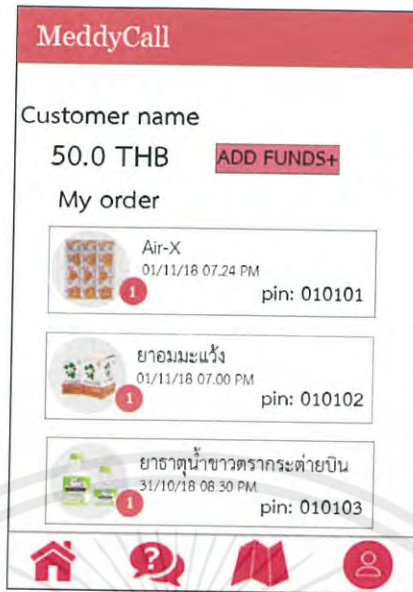 MeddyCall
Customer name
50.0 THB ADD FUNDS+
My order
Air-X
01/11/18 07.24 PM
1 pin: 010101
ยาอมมะแว้ง
01/11/18 07.00 PM
1 pin: 010102
ยาธาตุน้ำขาวตรากระต่ายบิน
31/10/18 08.30 PM
1 pin: 010103